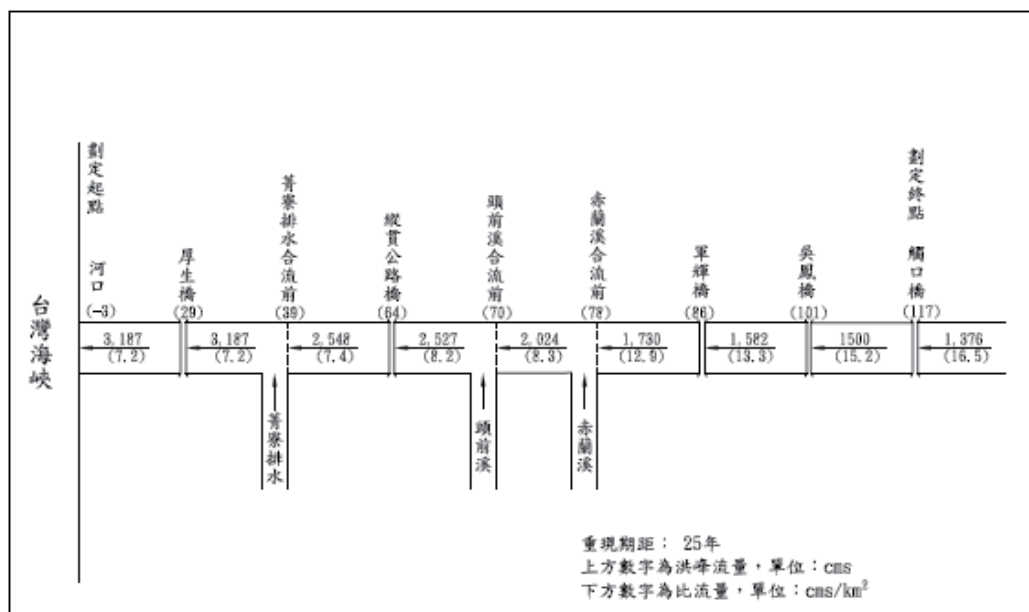 劃定起點 河口
(-3)
厚生橋
(29)
菁寮排水合流前
(39)
縱貫公路橋
(64)
頭前溪合流前
(70)
赤蘭溪合流前
(78)
軍輝橋
(86)
吳鳳橋
(101)
劃定終點 觸口橋
(117)
台灣海峽
3,187
(7.2)
3,187
(7.2)
2,548
(7.4)
2,527
(8.2)
2,024
(8.3)
1,730
(12.9)
1,582
(13.3)
1500
(15.2)
1,376
(16.5)
菁寮排水
頭前溪
赤蘭溪
重現期距： 25年
上方數字為洪峰流量，單位：cms
下方數字為比流量，單位：cms/km²